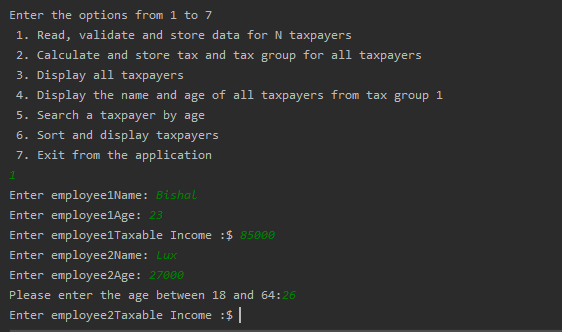 Enter the options from 1 to 7
1. Read, validate and store data for N taxpayers
2. Calculate and store tax and tax group for all taxpayers
3. Display all taxpayers
4. Display the name and age of all taxpayers from tax group 1
5. Search a taxpayer by age
6. Sort and display taxpayers
7. Exit from the application
1
Enter employee1Name: Bishal
Enter employee1Age: 23
Enter employee1Taxable Income :$ 85000
Enter employee2Name: Lux
Enter employee2Age: 27000
Please enter the age between 18 and 64:26
Enter employee2Taxable Income :$